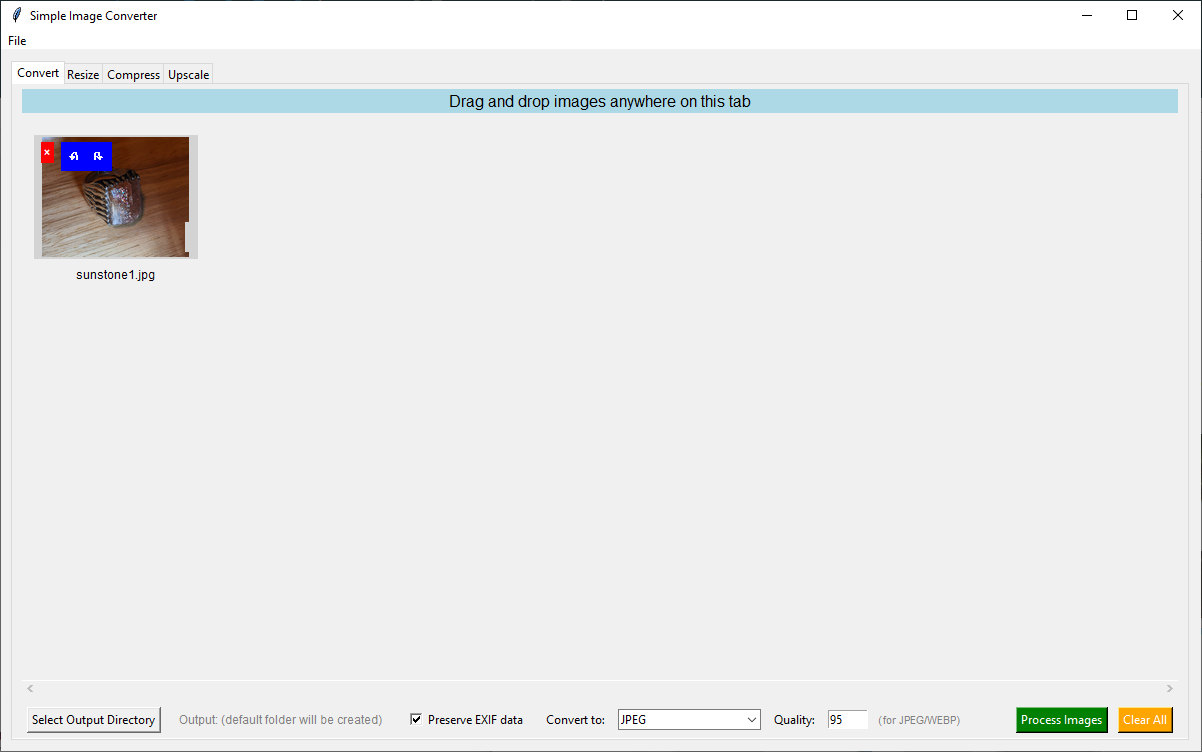 Simple Image Converter
File
Convert Resize Compress Upscale
Drag and drop images anywhere on this tab
sunstone1.jpg
Select Output Directory Output: (default folder will be created) Preserve EXIF data Convert to: JPEG Quality: 95 (for JPEG/WEBP) Process Images Clear All